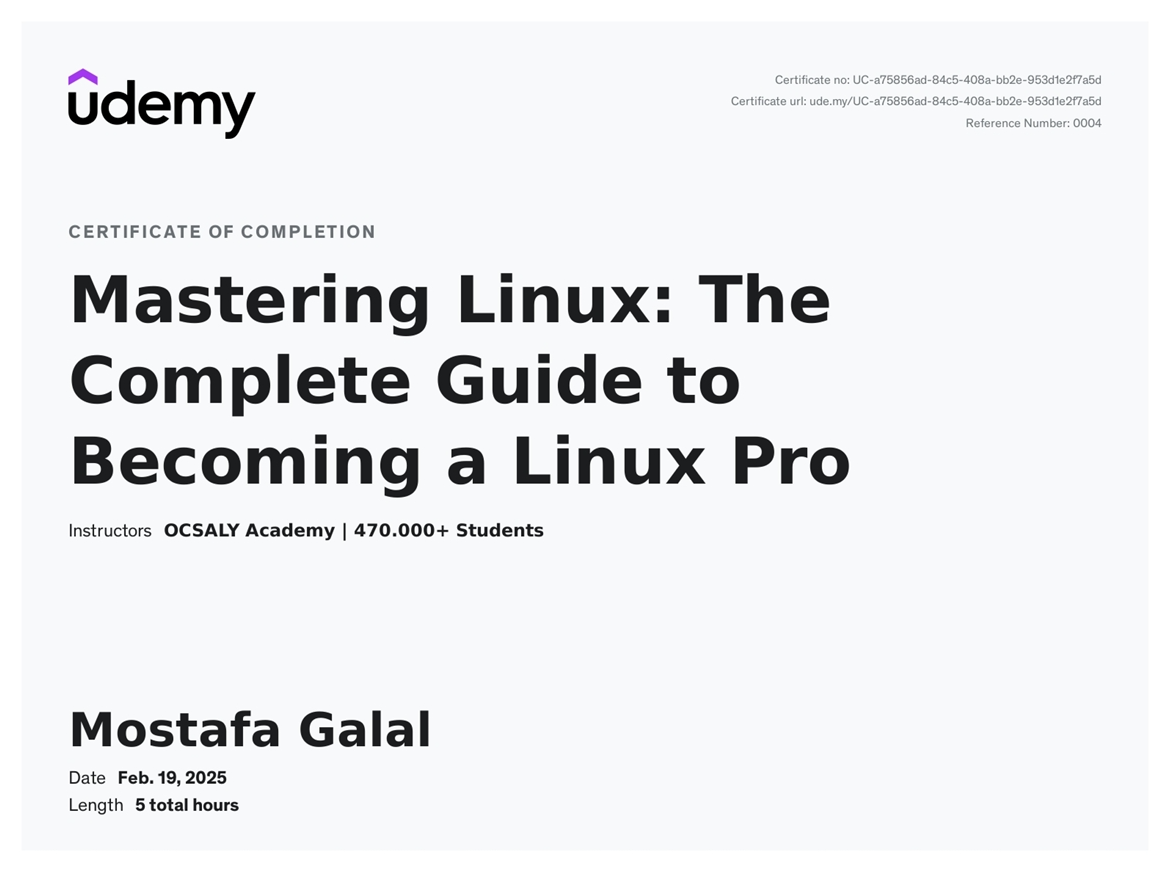 udemy
Certificate no: UC-a75856ad-84c5-408a-bb2e-953d1e2f7a5d
Certificate url: ude.my/UC-a75856ad-84c5-408a-bb2e-953d1e2f7a5d
Reference Number: 0004
CERTIFICATE OF COMPLETION
Mastering Linux: The
Complete Guide to
Becoming a Linux Pro
Instructors OCSALY Academy | 470.000+ Students
Mostafa Galal
Date Feb. 19, 2025
Length 5 total hours